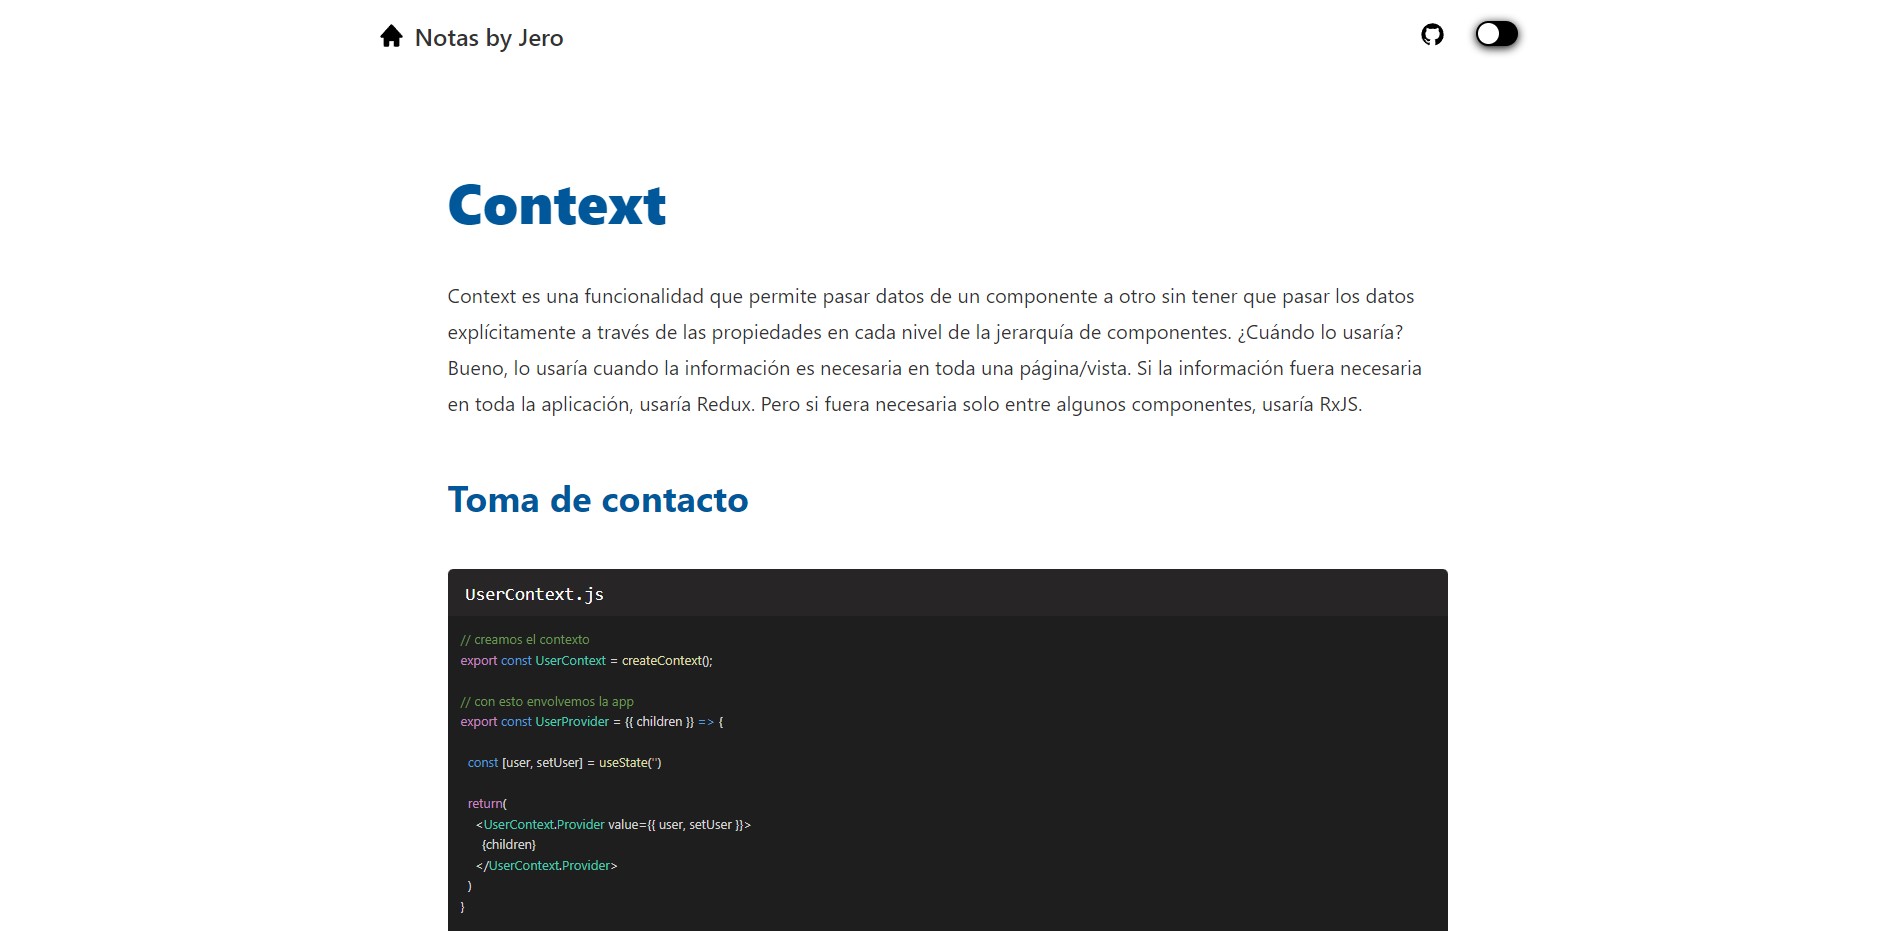 Notas by Jero
Context
Context es una funcionalidad que permite pasar datos de un componente a otro sin tener que pasar los datos
explícitamente a través de las propiedades en cada nivel de la jerarquía de componentes. ¿Cuándo lo usaría?
Bueno, lo usaría cuando la información es necesaria en toda una página/vista. Si la información fuera necesaria
en toda la aplicación, usaría Redux. Pero si fuera necesaria solo entre algunos componentes, usaría RxJS.
Toma de contacto
UserContext.js
// creamos el contexto
export const UserContext = createContext();
// con esto envolvemos la app
export const UserProvider = {{ children }} => {
const [user, setUser] = useState('')
return(
<UserContext.Provider value={{ user, setUser }}>
{children}
</UserContext.Provider>
)
}